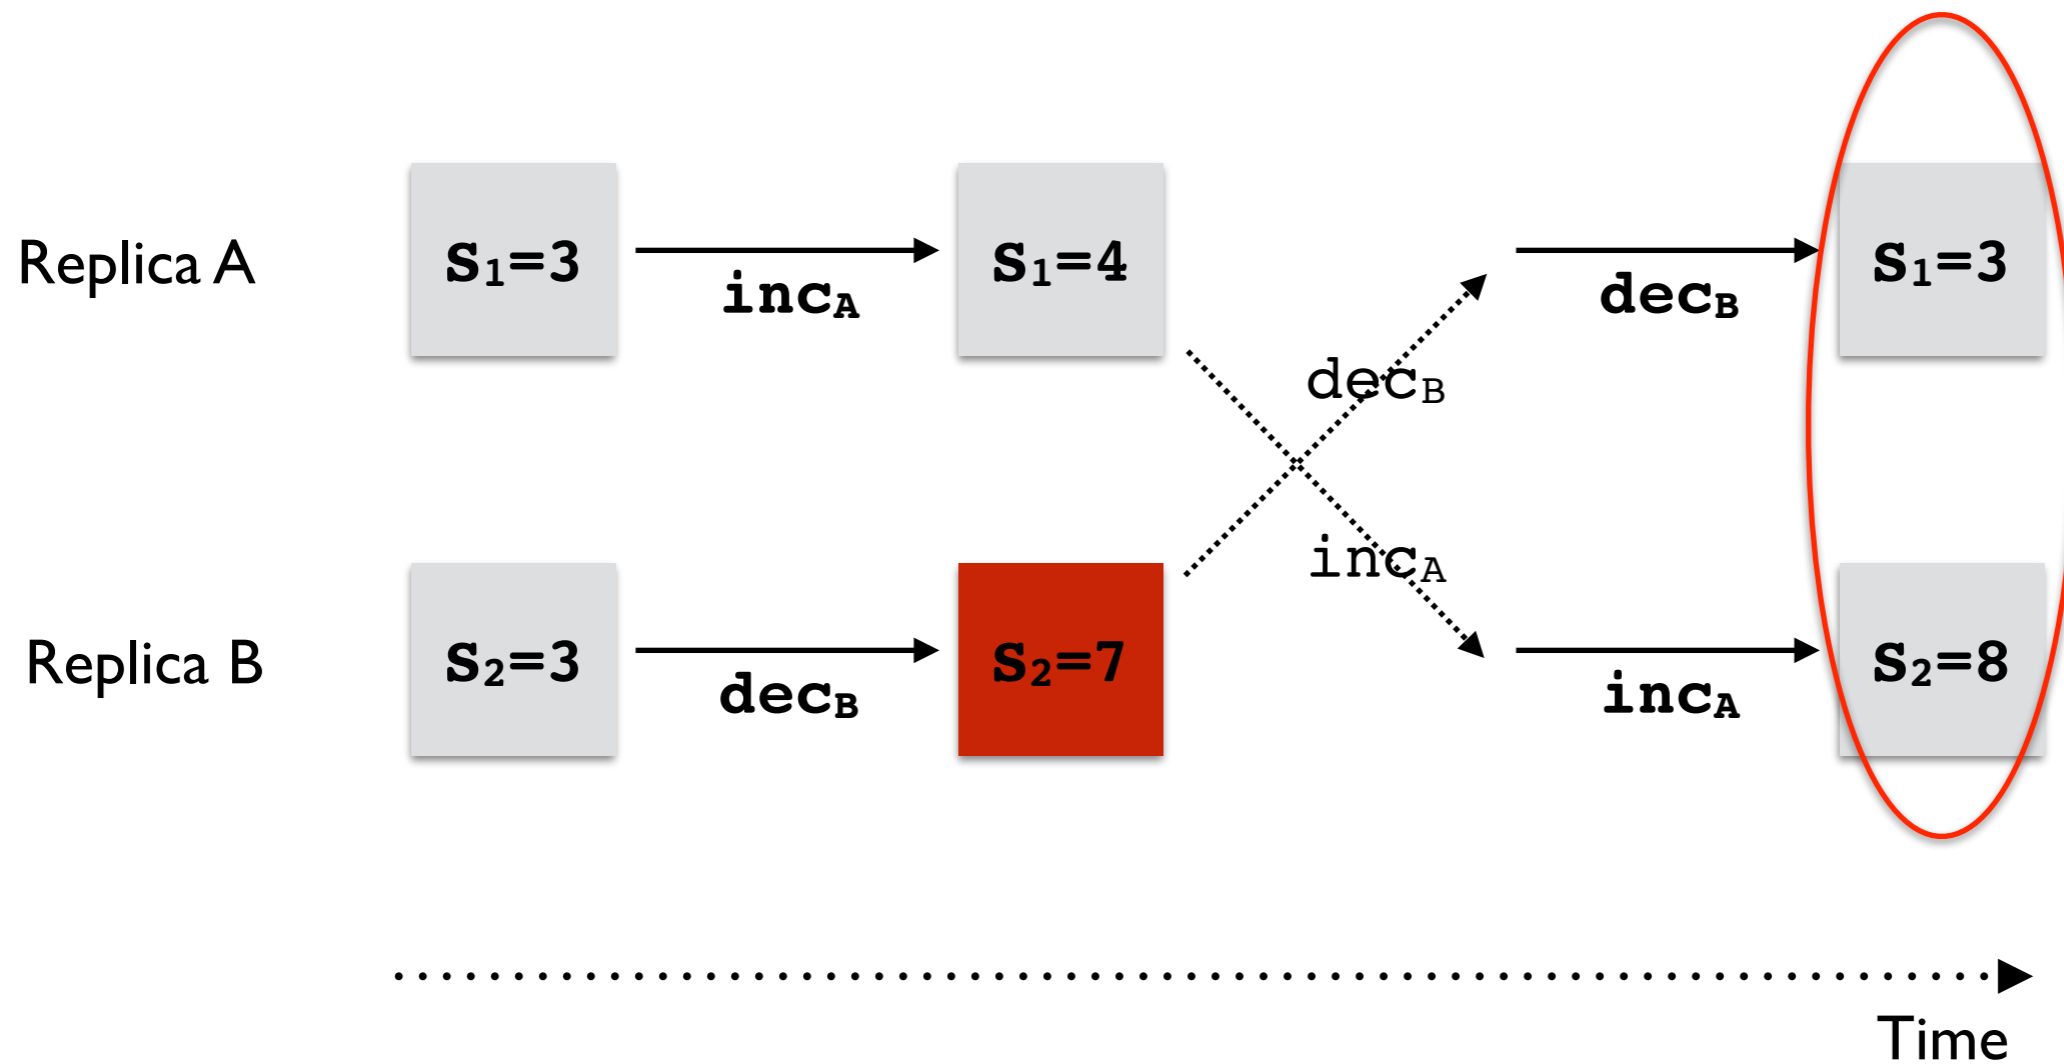 Replica A
S₁=3
inc_A
S₁=4
dec_B
S₁=3
dec_B
inc_A
Replica B
S₂=3
dec_B
S₂=7
inc_A
S₂=8
Time